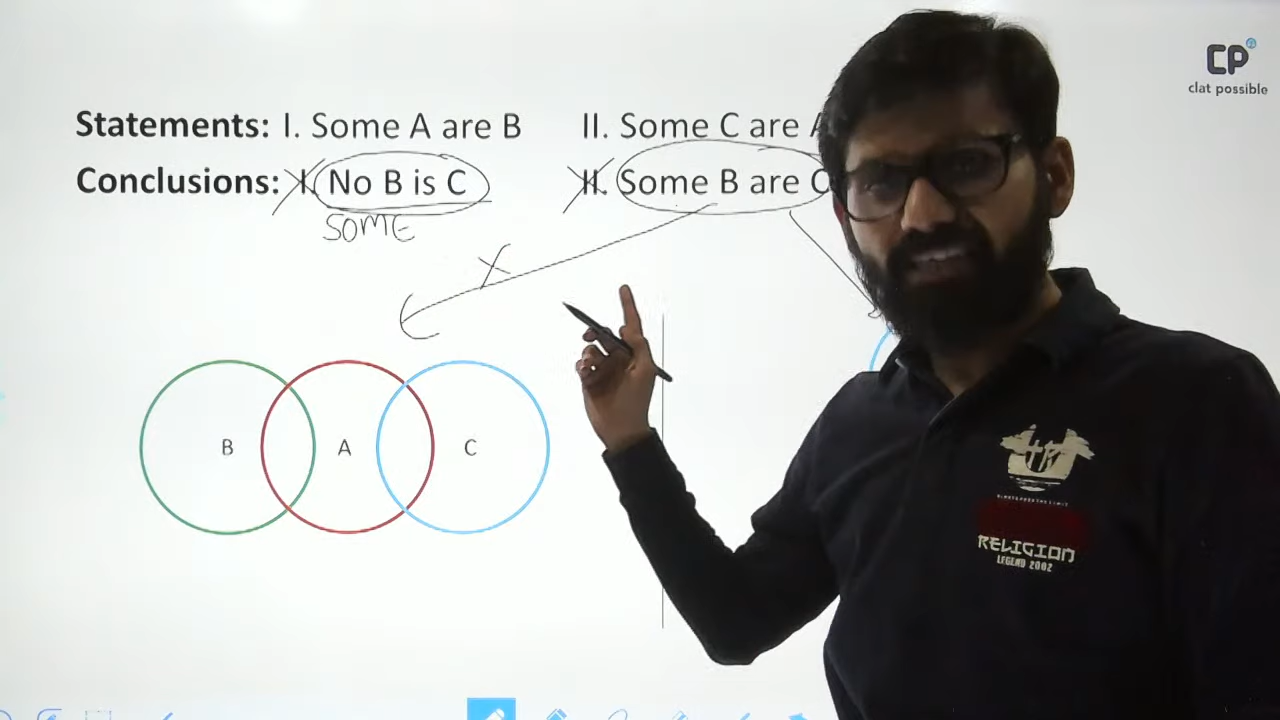 CP
clat possible
Statements: I. Some A are B II. Some C are A
Conclusions: I. No B is C II. Some B are C
SOME
X
B A C
RELIGION
LEGEND 2002